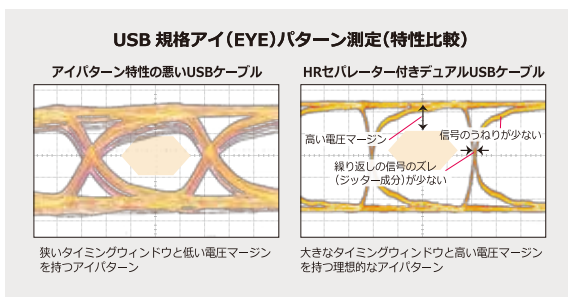 USB 規格アイ（EYE）パターン測定（特性比較）
アイパターン特性の悪いUSBケーブル
HRセパレーター付きデュアルUSBケーブル
高い電圧マージン
信号のうねりが少ない
繰り返しの信号のズレ
（ジッター成分）が少ない
狭いタイミングウィンドウと低い電圧マージン
を持つアイパターン
大きなタイミングウィンドウと高い電圧マージン
を持つ理想的なアイパターン